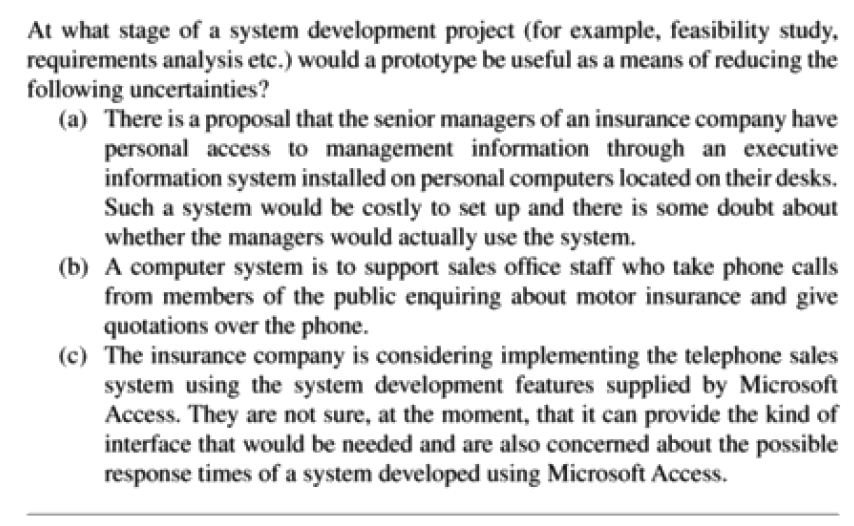 At what stage of a system development project (for example, feasibility study,
requirements analysis etc.) would a prototype be useful as a means of reducing the
following uncertainties?
(a) There is a proposal that the senior managers of an insurance company have
personal access to management information through an executive
information system installed on personal computers located on their desks.
Such a system would be costly to set up and there is some doubt about
whether the managers would actually use the system.
(b) A computer system is to support sales office staff who take phone calls
from members of the public enquiring about motor insurance and give
quotations over the phone.
(c) The insurance company is considering implementing the telephone sales
system using the system development features supplied by Microsoft
Access. They are not sure, at the moment, that it can provide the kind of
interface that would be needed and are also concerned about the possible
response times of a system developed using Microsoft Access.